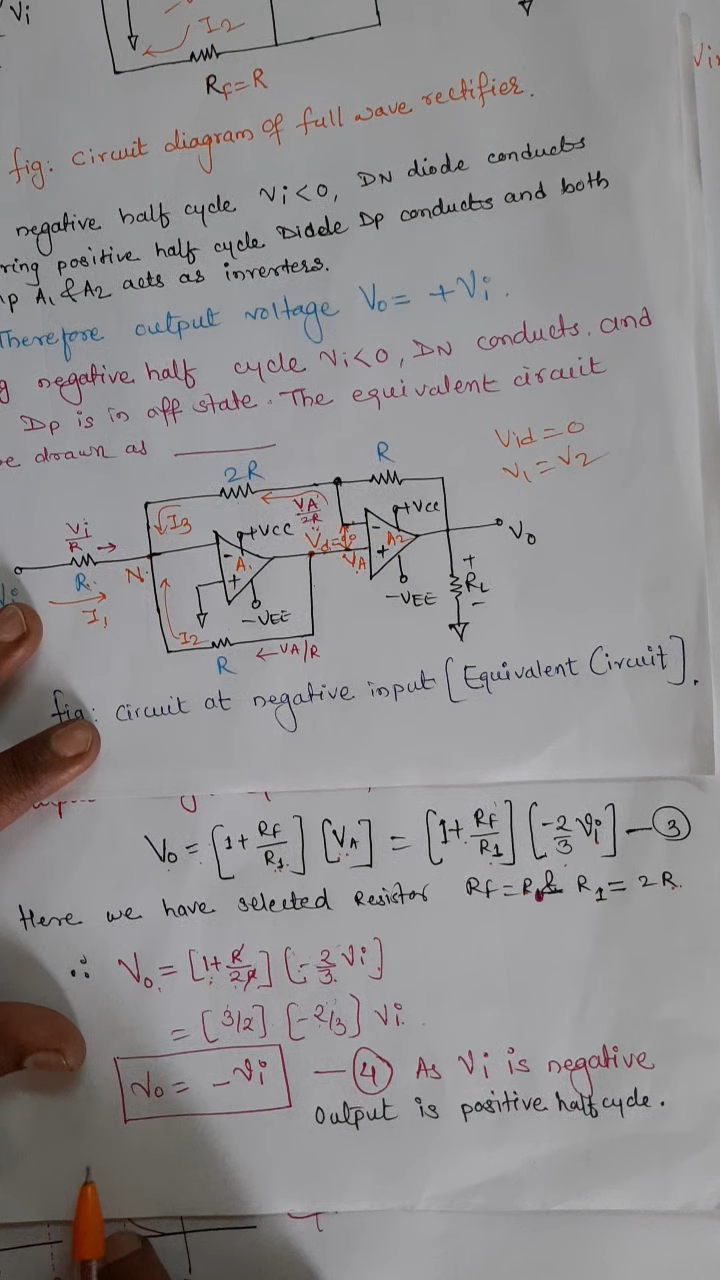 Vi
I2
RF=R
Vi
fig: Circuit diagram of full wave rectifier.
negative half cycle Vi<0, DN diode conducts
ring positive half cycle Didele Dp conducts and both
p A1 & A2 acts as inverters.
Therefore output voltage Vo= +Vi.
g negative half cycle Vi<0, DN conducts. and
Dp is in off state. The equivalent circuit
e drawn as
Vid=0
V1=V2
2R
R
Vi/R
I3
VA/2R
+Vcc
+Vcc
A1
A2
- +
- +
Vo
N
R
I1
VA
-VEE
-VEE
+
RL
-
I2
R
VA/R
fig: circuit at negative input [Equivalent Circuit].
Vo = [1+ RF/R1] [VA] = [1+ RF/R1] [-2/3 Vi] — 3
Here we have selected Resistor RF=R & R1=2R.
∴ Vo = [1+ R/2R] [-2/3 Vi]
= [3/2] [-2/3] Vi
Vo = -Vi — 4 As Vi is negative
output is positive half cycle.